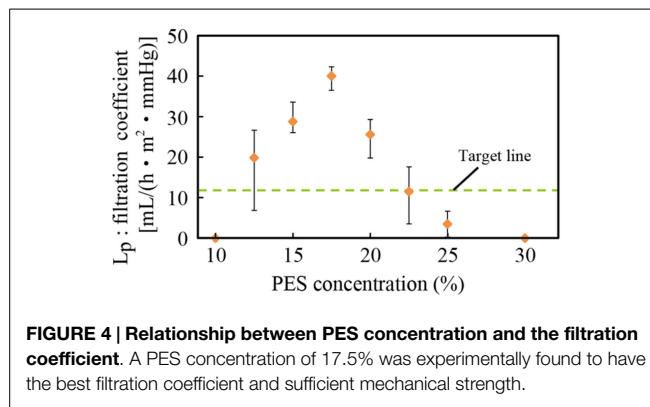 Lp : filtration coefficient
[mL/(h • m² • mmHg)]
50
40
30
20
10
0
Target line
10 15 20 25 30
PES concentration (%)
FIGURE 4 | Relationship between PES concentration and the filtration
coefficient. A PES concentration of 17.5% was experimentally found to have
the best filtration coefficient and sufficient mechanical strength.